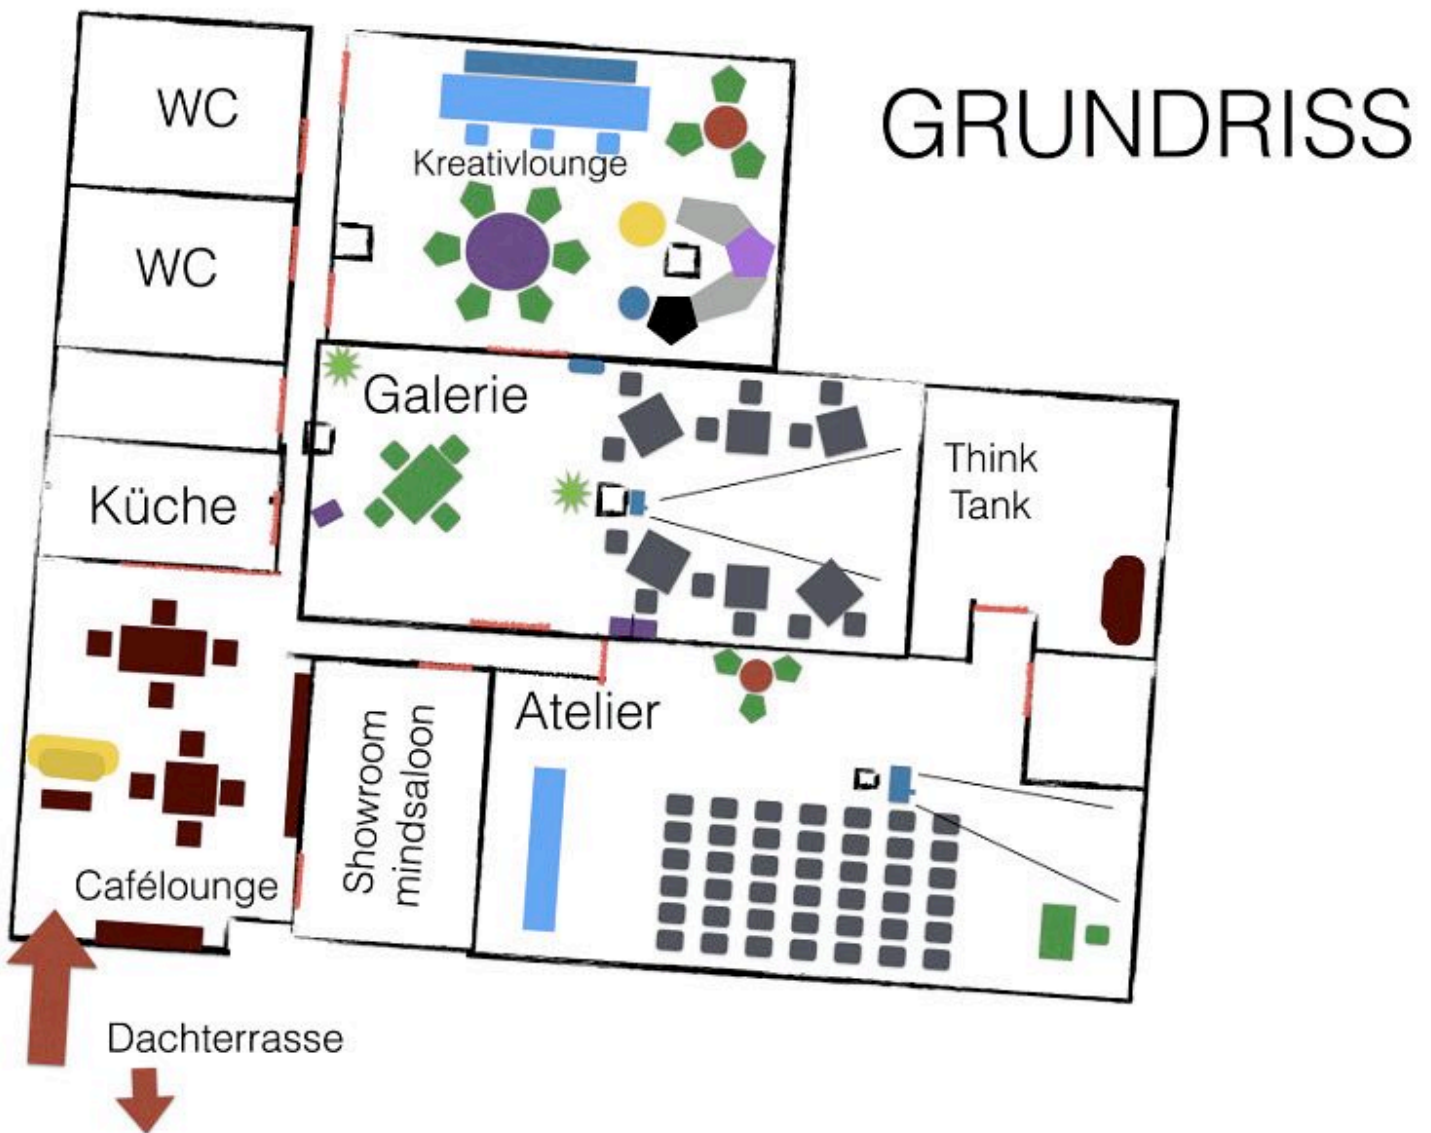 GRUNDRISS
WC
Kreativlounge
WC
Galerie
Think
Tank
Küche
Atelier
Showroom
mindsaloon
Cafélounge
Dachterrasse